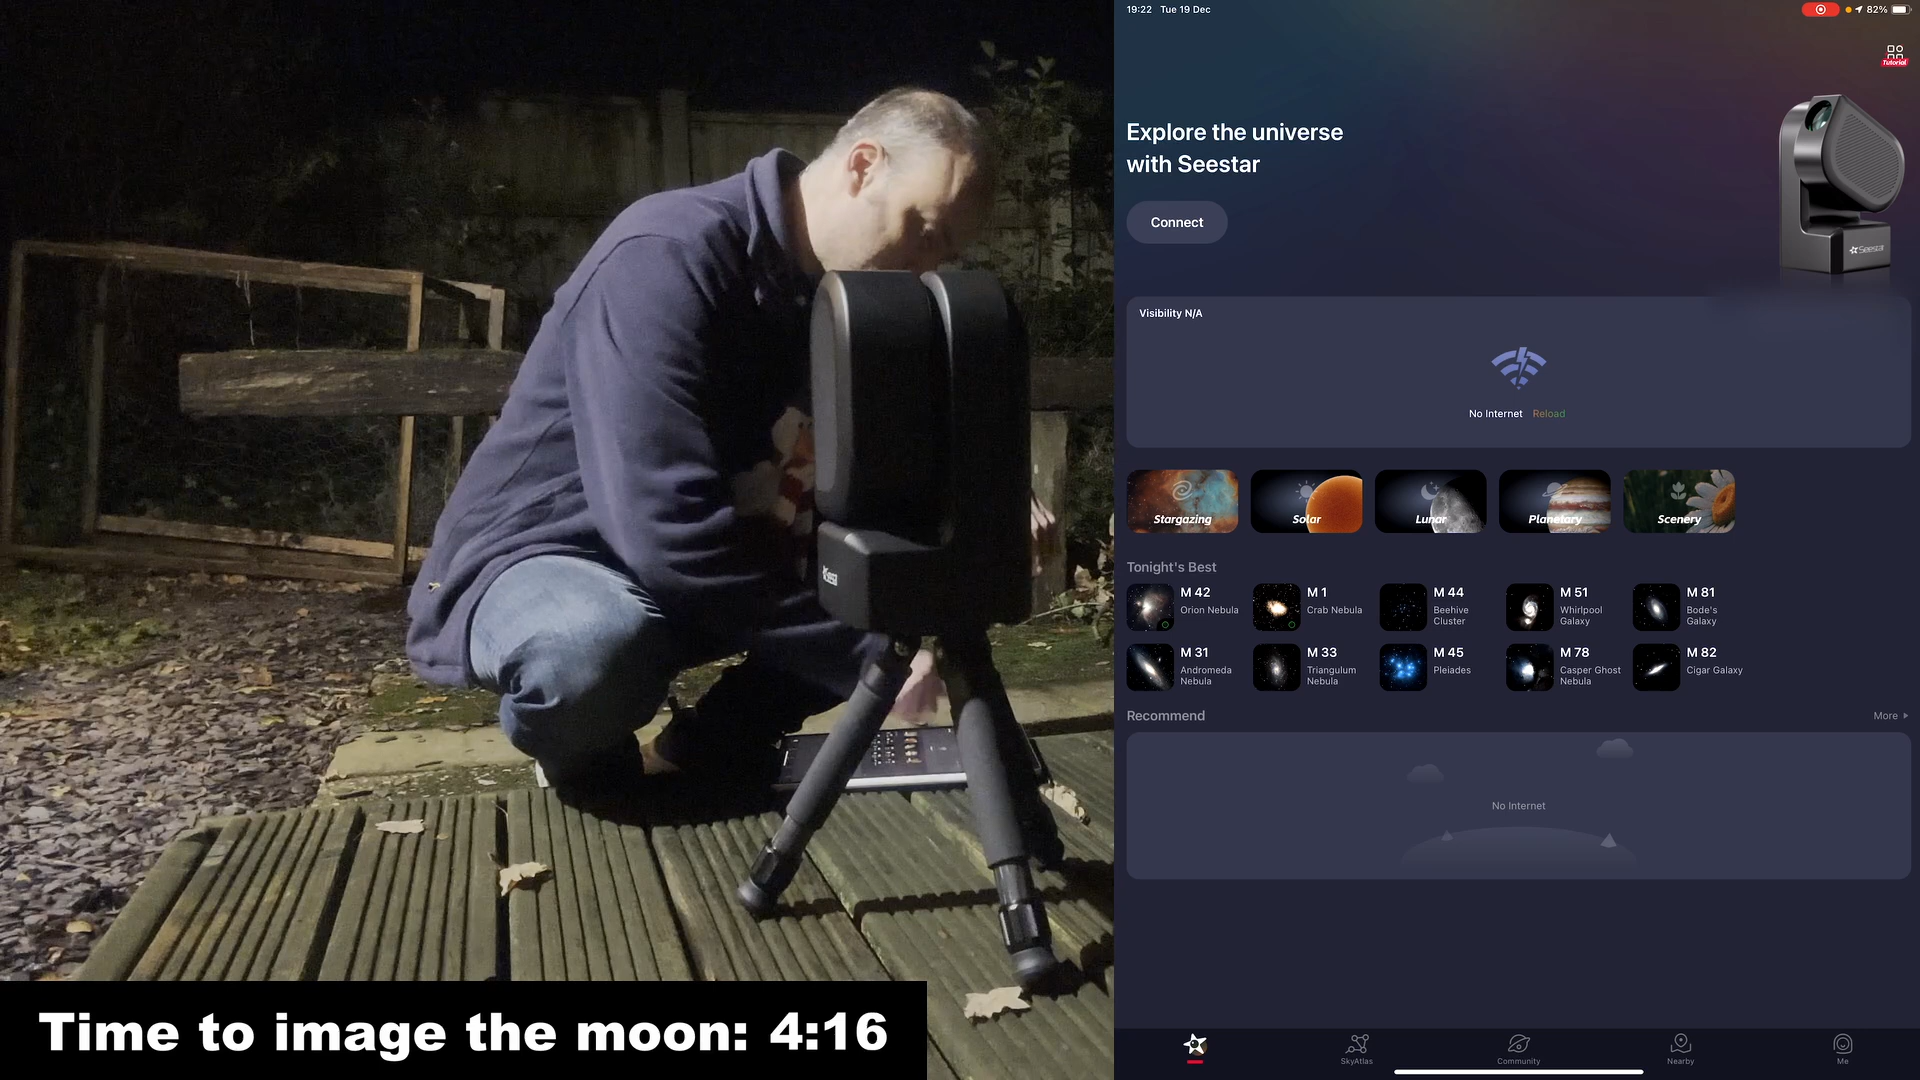 19:22 Tue 19 Dec
82%
Tutorial
Explore the universe
with Seestar
Connect
Seestar
Visibility N/A
No Internet Reload
Stargazing
Solar
Lunar
Planetary
Scenery
Tonight's Best
M 42
Orion Nebula
M 1
Crab Nebula
M 44
Beehive
Cluster
M 51
Whirlpool
Galaxy
M 81
Bode's
Galaxy
M 31
Andromeda
Nebula
M 33
Triangulum
Nebula
M 45
Pleiades
M 78
Casper Ghost
Nebula
M 82
Cigar Galaxy
Recommend
More
No Internet
SkyAtlas
Community
Nearby
Me
Time to image the moon: 4:16